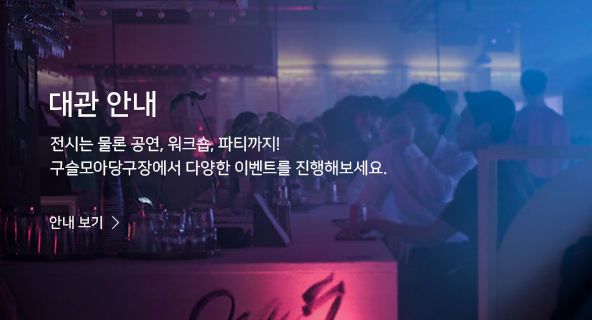 대관 안내
전시는 물론 공연, 워크숍, 파티까지!
구슬모아당구장에서 다양한 이벤트를 진행해보세요.
안내 보기 >